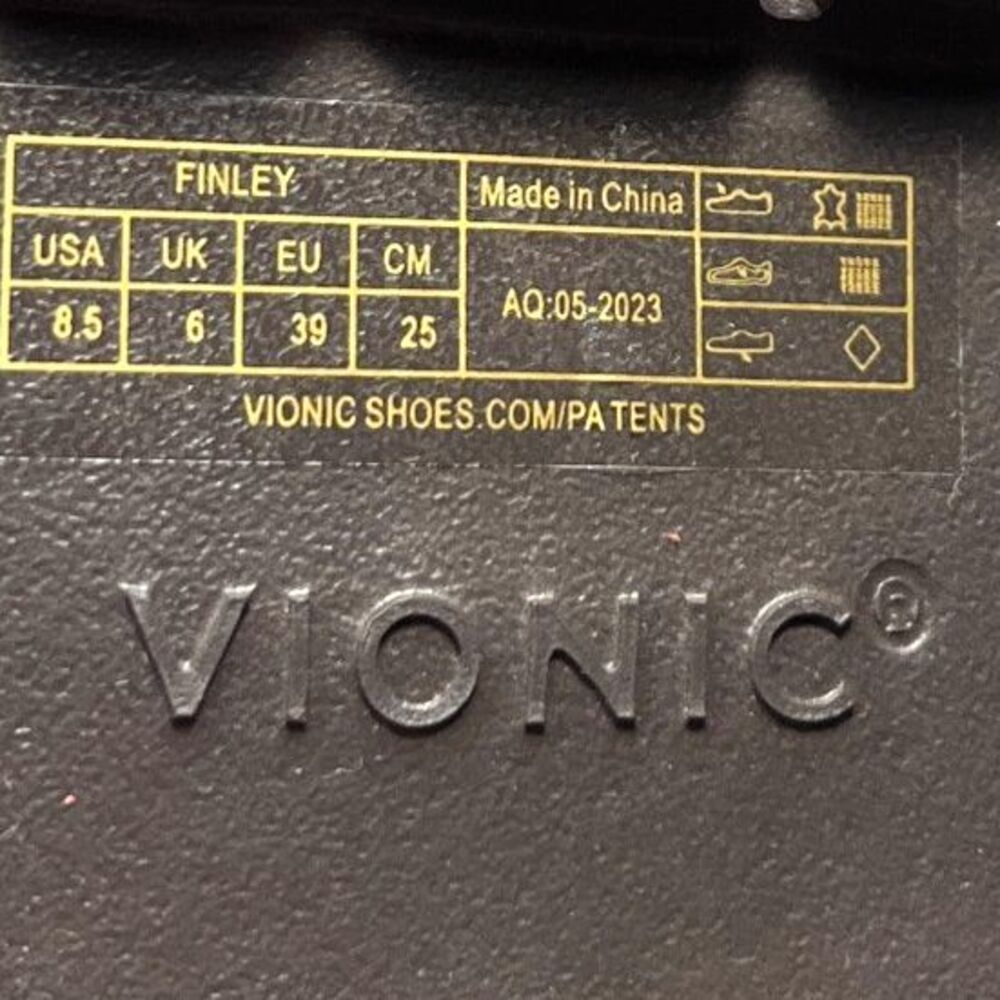 FINLEY
Made in China
USA UK EU CM
8.5 6 39 25
AQ:05-2023
VIONIC SHOES.COM/PATENTS
VIONIC®